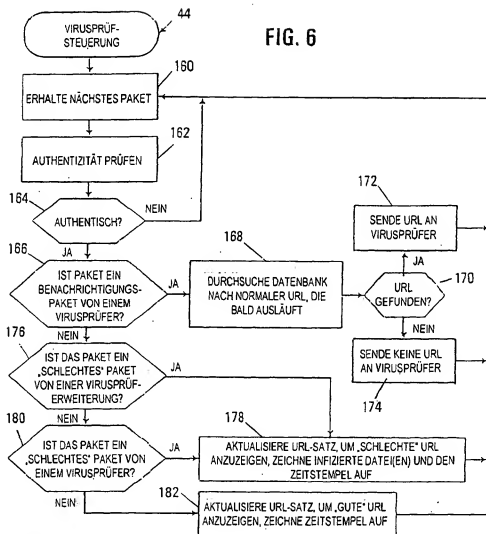 VIRUSPRÜF-
STEUERUNG
44
FIG. 6
160
ERHALTE NÄCHSTES PAKET
162
AUTHENTIZITÄT PRÜFEN
164
AUTHENTISCH?
NEIN
JA
166
IST PAKET EIN
BENACHRICHTIGUNGS-
PAKET VON EINEM
VIRUSPRÜFER?
JA
NEIN
168
DURCHSUCHE DATENBANK
NACH NORMALER URL, DIE
BALD AUSLÄUFT
172
SENDE URL AN
VIRUSPRÜFER
JA
170
URL
GEFUNDEN?
NEIN
SENDE KEINE URL
AN VIRUSPRÜFER
174
176
IST DAS PAKET EIN
„SCHLECHTES" PAKET
VON EINER VIRUSPRÜF-
ERWEITERUNG?
JA
NEIN
178
180
IST DAS PAKET EIN
„SCHLECHTES" PAKET VON
EINEM VIRUSPRÜFER?
JA
NEIN
AKTUALISIERE URL-SATZ, UM „SCHLECHTE" URL
ANZUZEIGEN, ZEICHNE INFIZIERTE DATEI(EN) UND DEN
ZEITSTEMPEL AUF
182
AKTUALISIERE URL-SATZ, UM „GUTE" URL
ANZUZEIGEN, ZEICHNE ZEITSTEMPEL AUF